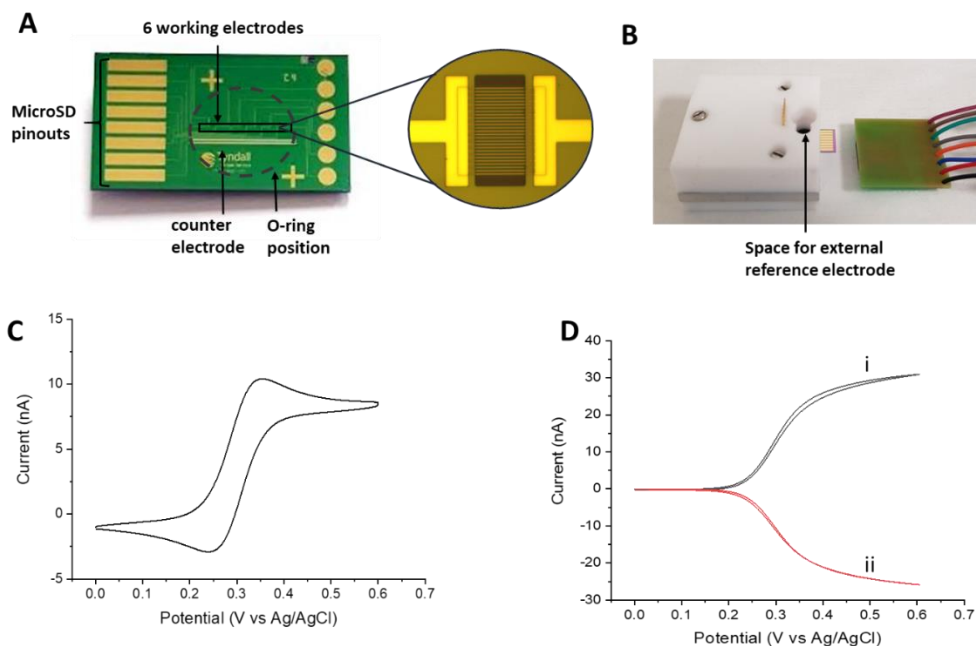 A
6 working electrodes
MicroSD
pinouts
counter
electrode
O-ring
position
B
Space for external
reference electrode
C
Current (nA)
15
10
5
0
-5
0.0 0.1 0.2 0.3 0.4 0.5 0.6 0.7
Potential (V vs Ag/AgCl)
D
Current (nA)
40
30
20
10
0
-10
-20
-30
i
ii
0.0 0.1 0.2 0.3 0.4 0.5 0.6 0.7
Potential (V vs Ag/AgCl)